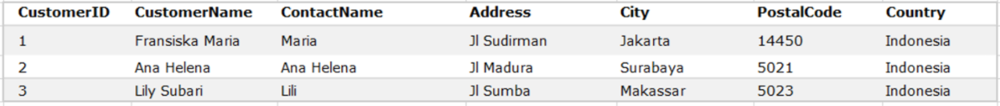 CustomerID CustomerName ContactName Address City PostalCode Country
1 Fransiska Maria Maria Jl Sudirman Jakarta 14450 Indonesia
2 Ana Helena Ana Helena Jl Madura Surabaya 5021 Indonesia
3 Lily Subari Lili Jl Sumba Makassar 5023 Indonesia